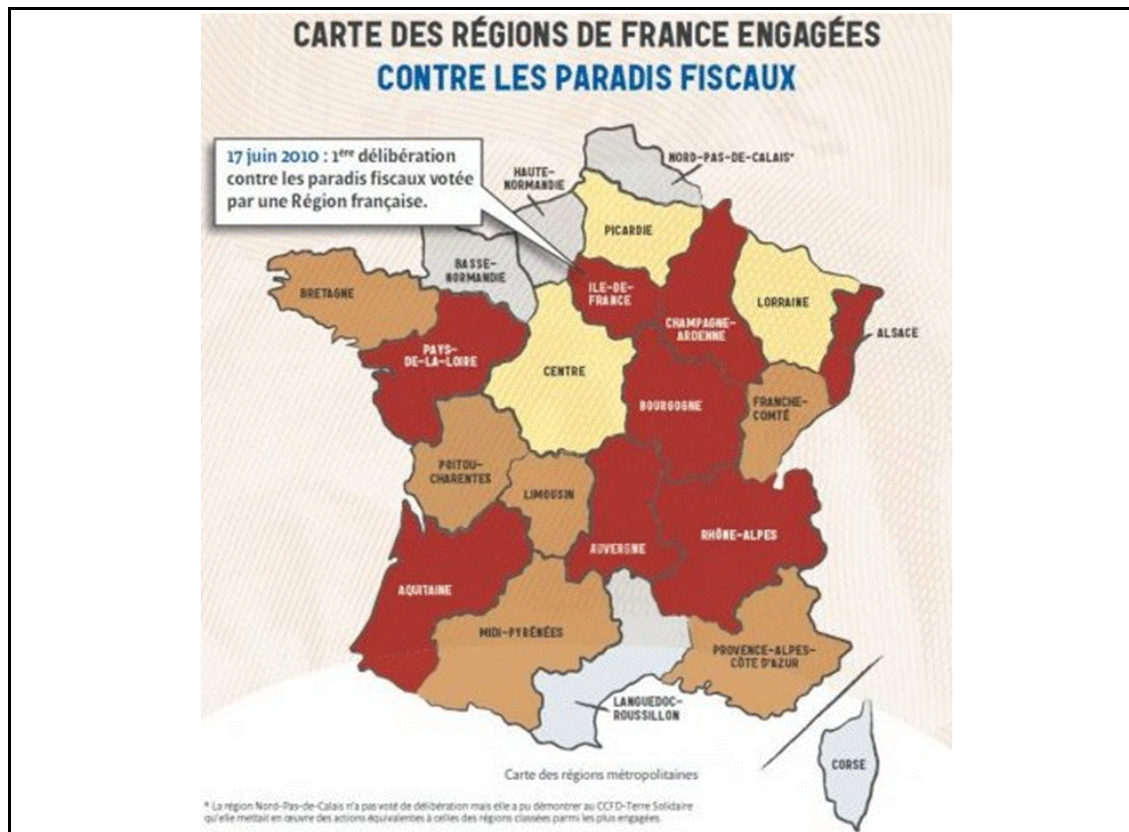 CARTE DES RÉGIONS DE FRANCE ENGAGÉES
CONTRE LES PARADIS FISCAUX
17 juin 2010 : 1ère délibération
contre les paradis fiscaux votée
par une Région française.
NORD-PAS-DE-CALAIS*
HAUTE-
NORMANDIE
PICARDIE
BASSE-
NORMANDIE
ILE-DE-
FRANCE
BRETAGNE
LORRAINE
CHAMPAGNE-
ARDENNE
ALSACE
PAYS-
DE-LA-LOIRE
CENTRE
BOURGOGNE
FRANCHE-
COMTÉ
POITOU-
CHARENTES
LIMOUSIN
RHÔNE-ALPES
AUVERGNE
AQUITAINE
MIDI-PYRÉNÉES
PROVENCE-ALPES-
CÔTE D'AZUR
LANGUEDOC-
ROUSSILLON
CORSE
Carte des régions métropolitaines
* La région Nord-Pas-de-Calais n'a pas voté de délibération mais elle a pu démontrer au CCFD-Terre Solidaire
qu'elle mettait en œuvre des actions équivalentes à celles des régions classées parmi les plus engagées.